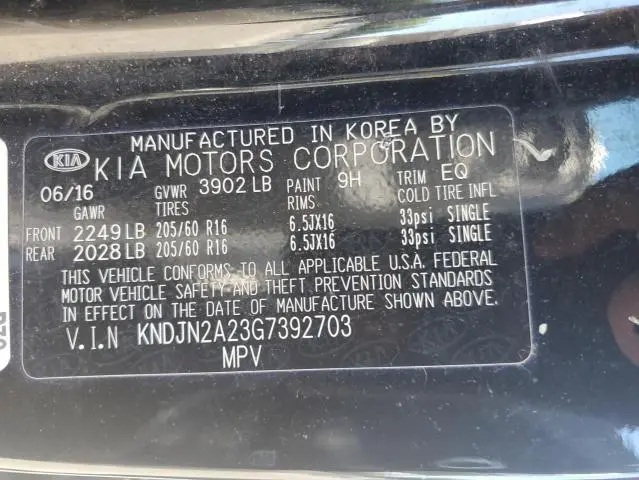 MANUFACTURED IN KOREA BY
KIA KIA MOTORS CORPORATION
06/16 GVWR 3902 LB PAINT 9H TRIM EQ
GAWR TIRES RIMS COLD TIRE INFL
FRONT 2249 LB 205/60 R16 6.5JX16 33psi SINGLE
REAR 2028 LB 205/60 R16 6.5JX16 33psi SINGLE
THIS VEHICLE CONFORMS TO ALL APPLICABLE U.S.A. FEDERAL
MOTOR VEHICLE SAFETY AND THEFT PREVENTION STANDARDS
IN EFFECT ON THE DATE OF MANUFACTURE SHOWN ABOVE.
V.I.N KNDJN2A23G7392703
MPV